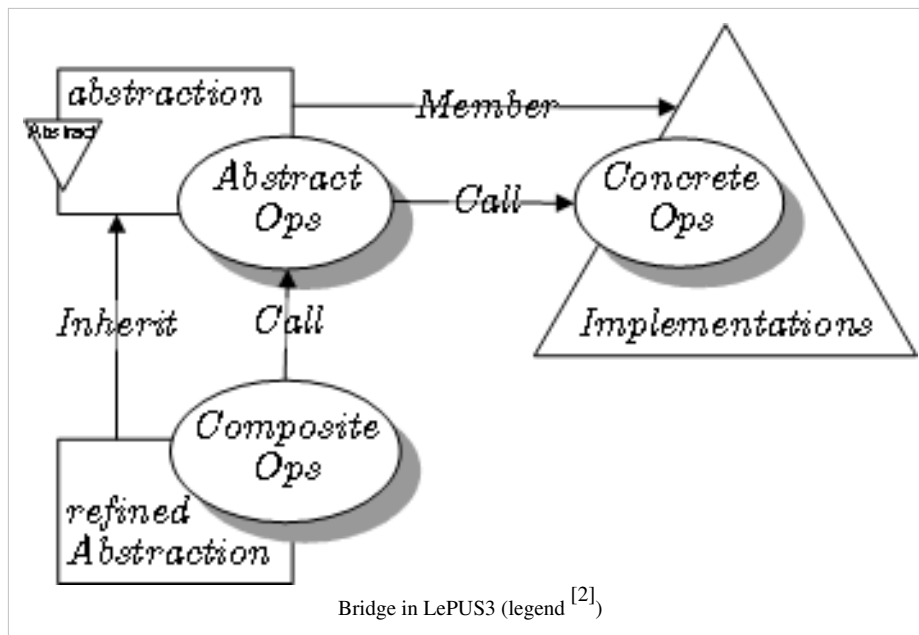 abstraction
Member
Abstract
Abstract
Ops
Call
Concrete
Ops
Inherit
Call
Implementations
Composite
Ops
refined
Abstraction
Bridge in LePUS3 (legend [2])